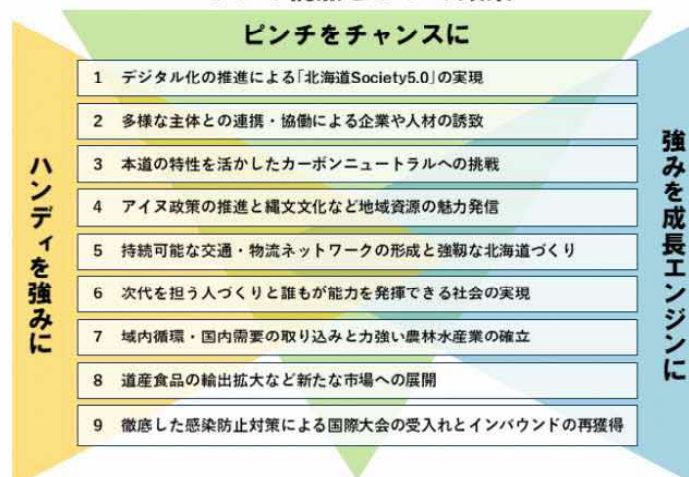 ピンチをチャンスに
ハンディを強みに
強みを成長エンジンに
1 デジタル化の推進による｢北海道Society5.0｣の実現
2 多様な主体との連携・協働による企業や人材の誘致
3 本道の特性を活かしたカーボンニュートラルへの挑戦
4 アイヌ政策の推進と縄文文化など地域資源の魅力発信
5 持続可能な交通・物流ネットワークの形成と強靱な北海道づくり
6 次代を担う人づくりと誰もが能力を発揮できる社会の実現
7 域内循環・国内需要の取り込みと力強い農林水産業の確立
8 道産食品の輸出拡大など新たな市場への展開
9 徹底した感染防止対策による国際大会の受入れとインバウンドの再獲得